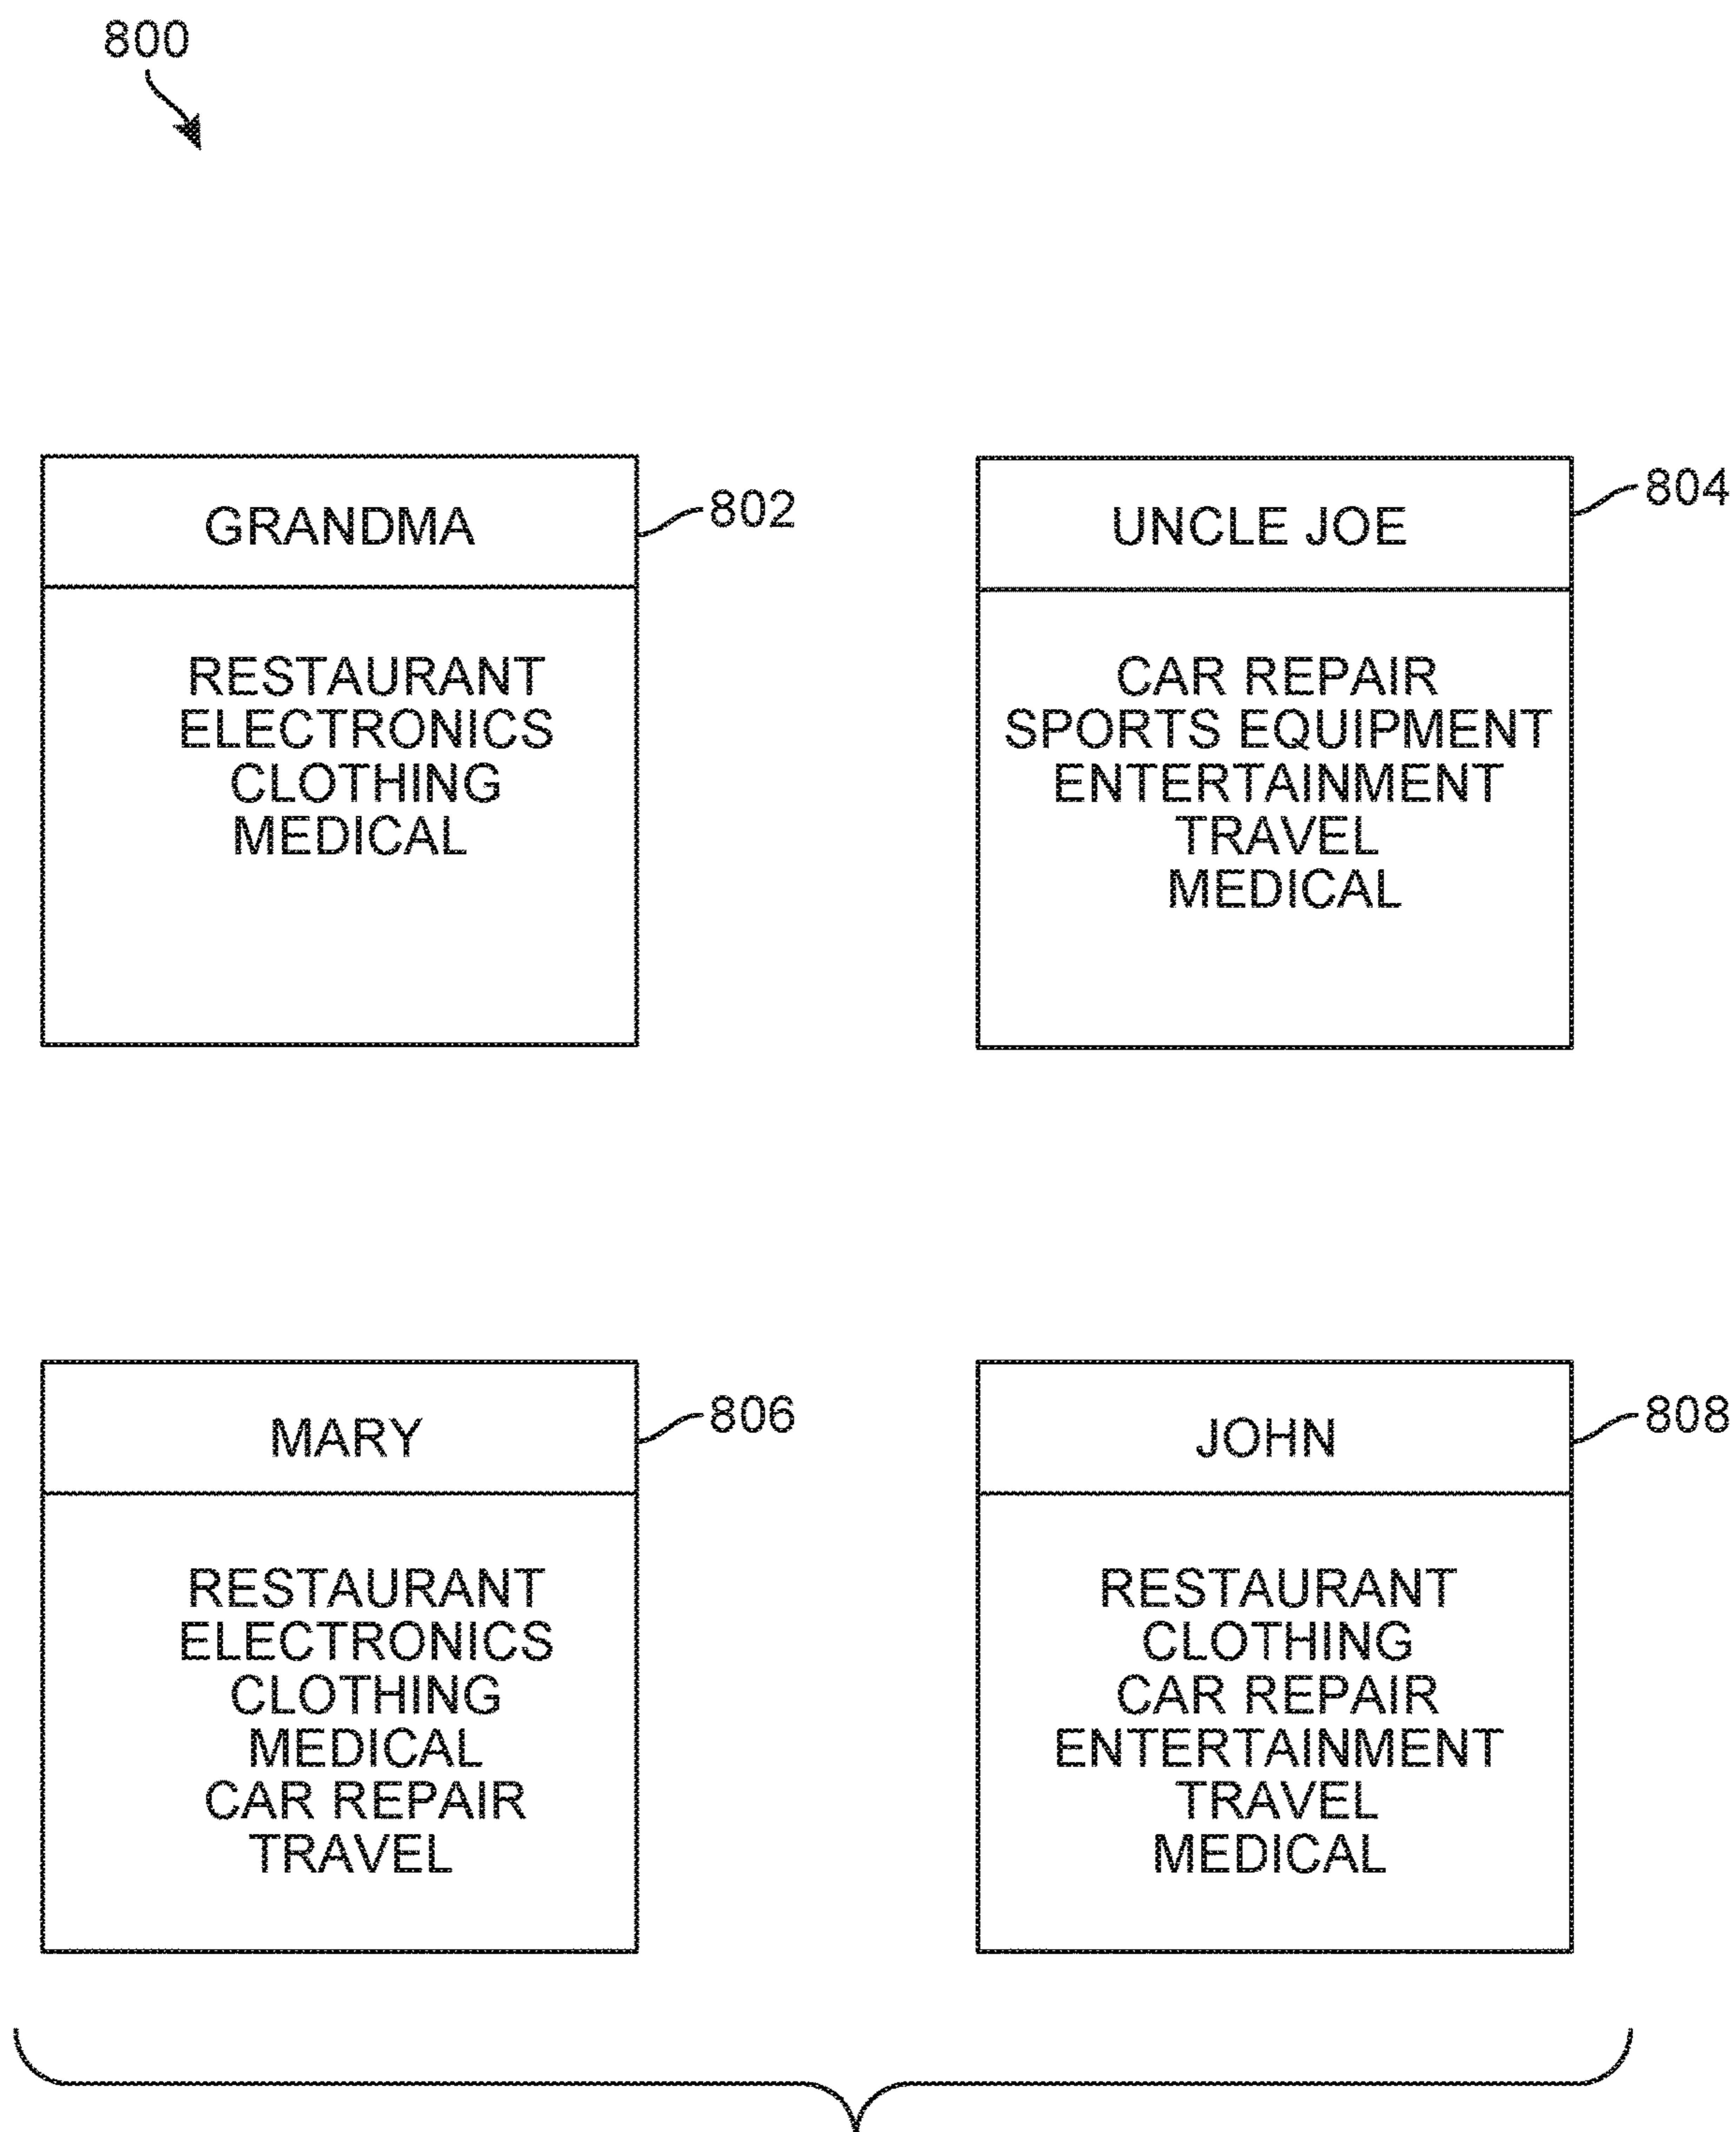 800
GRANDMA
802
RESTAURANT
ELECTRONICS
CLOTHING
MEDICAL
UNCLE JOE
804
CAR REPAIR
SPORTS EQUIPMENT
ENTERTAINMENT
TRAVEL
MEDICAL
MARY
806
RESTAURANT
ELECTRONICS
CLOTHING
MEDICAL
CAR REPAIR
TRAVEL
JOHN
808
RESTAURANT
CLOTHING
CAR REPAIR
ENTERTAINMENT
TRAVEL
MEDICAL